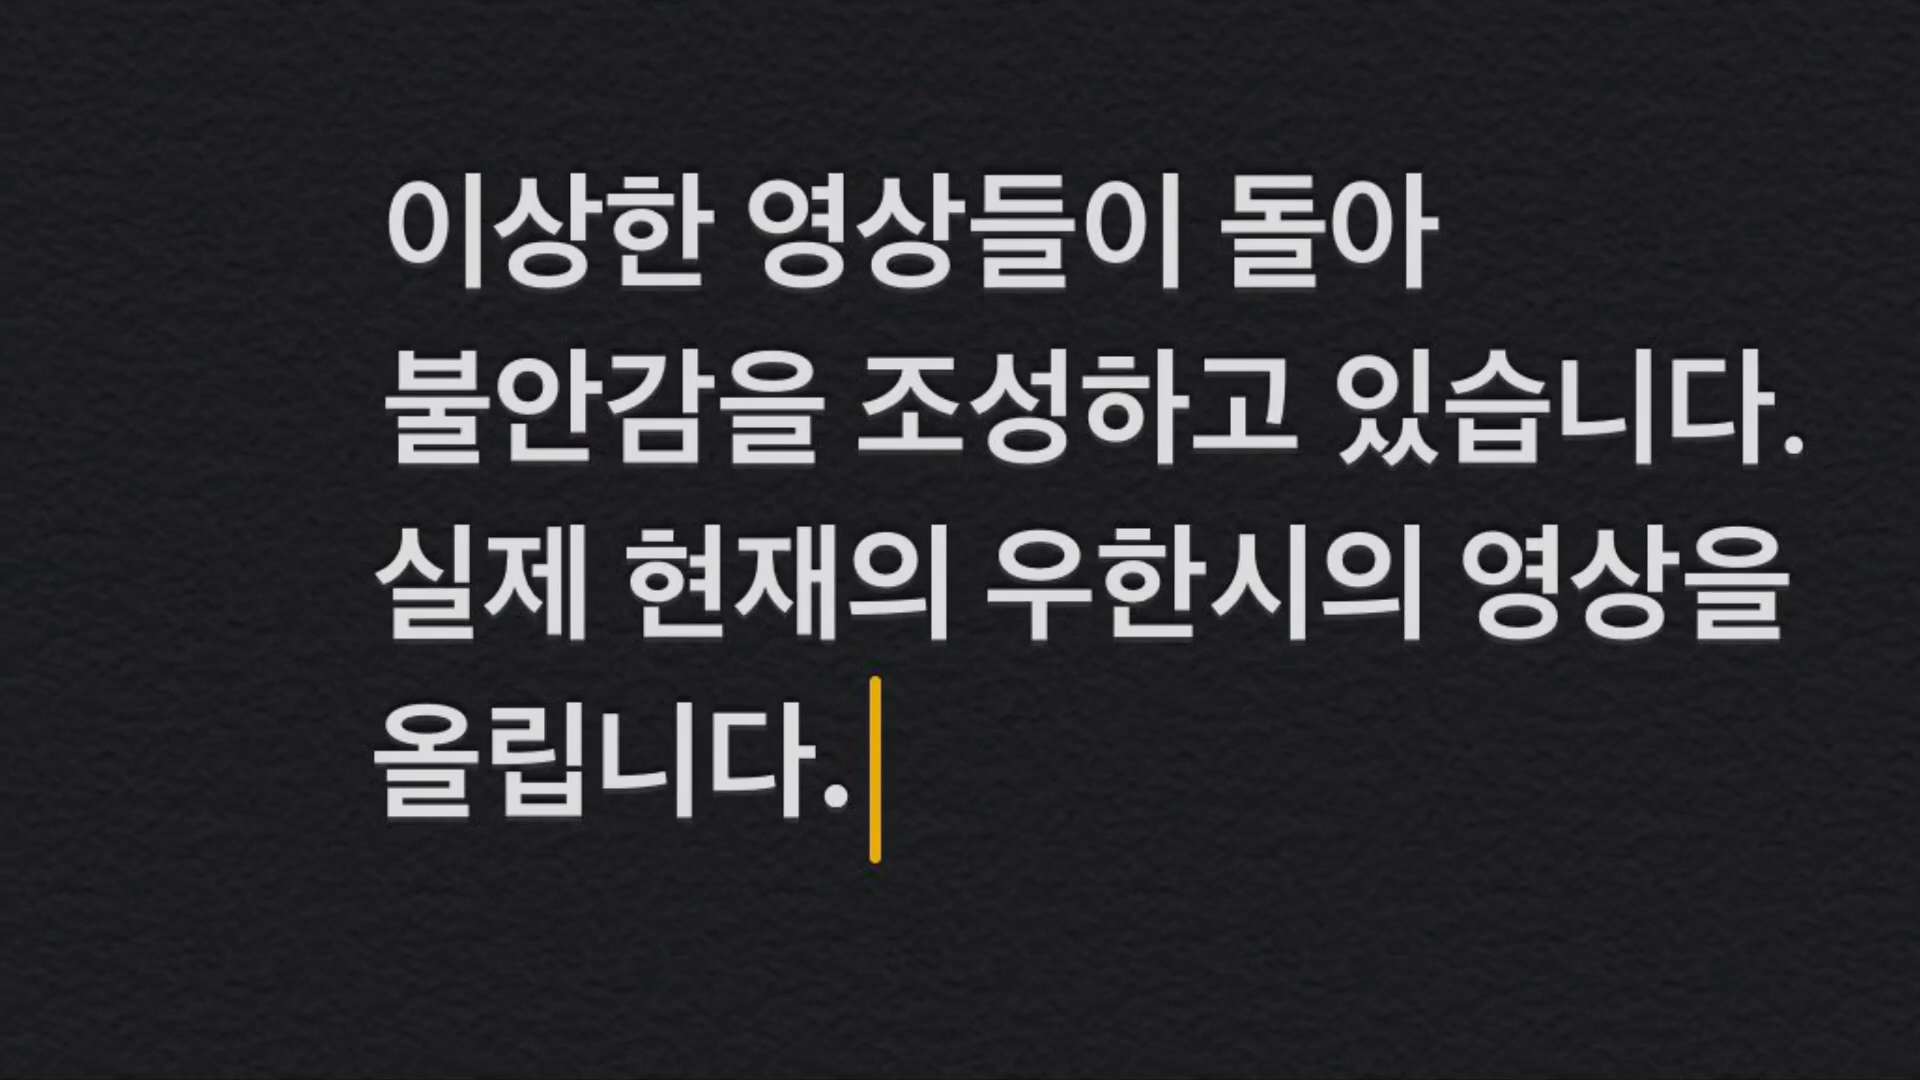 이상한 영상들이 돌아
불안감을 조성하고 있습니다.
실제 현재의 우한시의 영상을
올립니다.